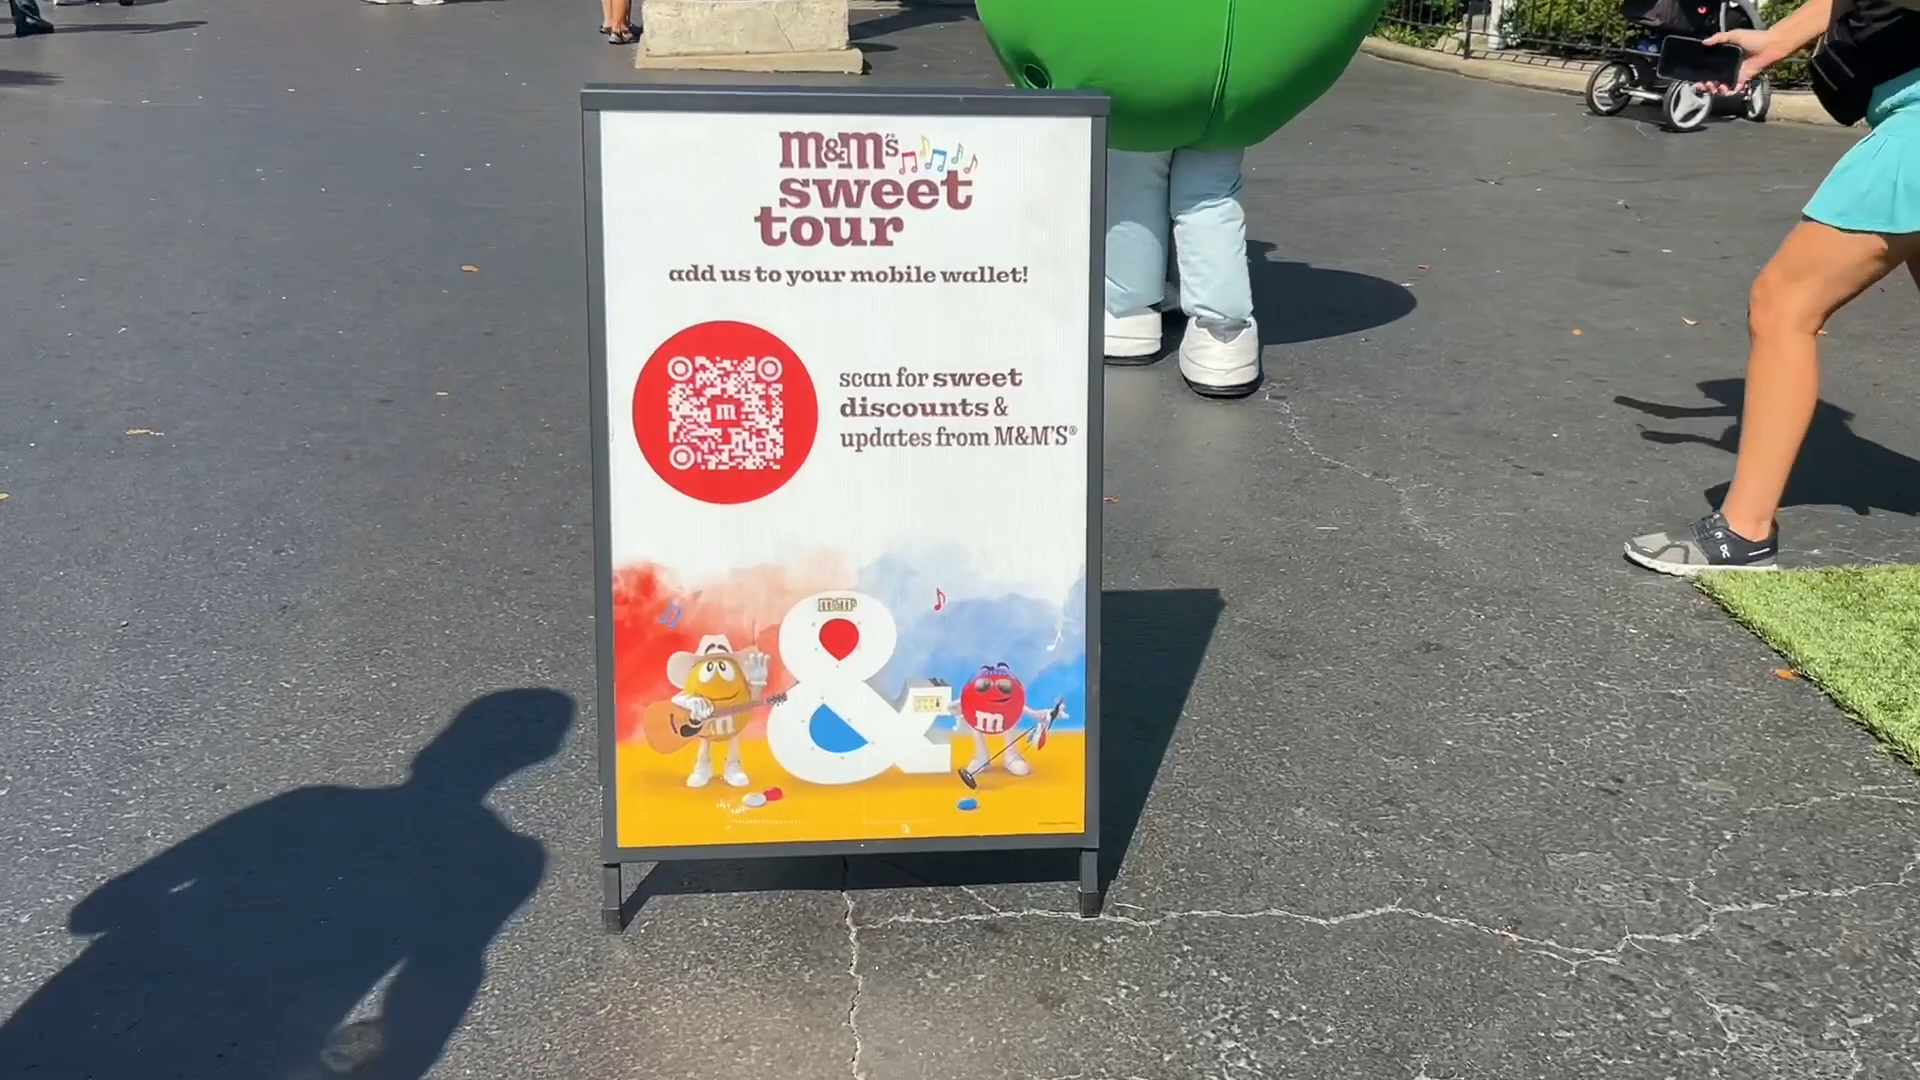 m&m's
sweet
tour
add us to your mobile wallet!
m
scan for sweet
discounts &
updates from M&M'S®
m&m's
&
m
m